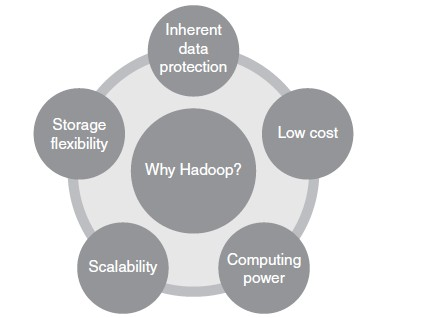 Inherent
data
protection
Storage
flexibility
Low cost
Why Hadoop?
Scalability
Computing
power